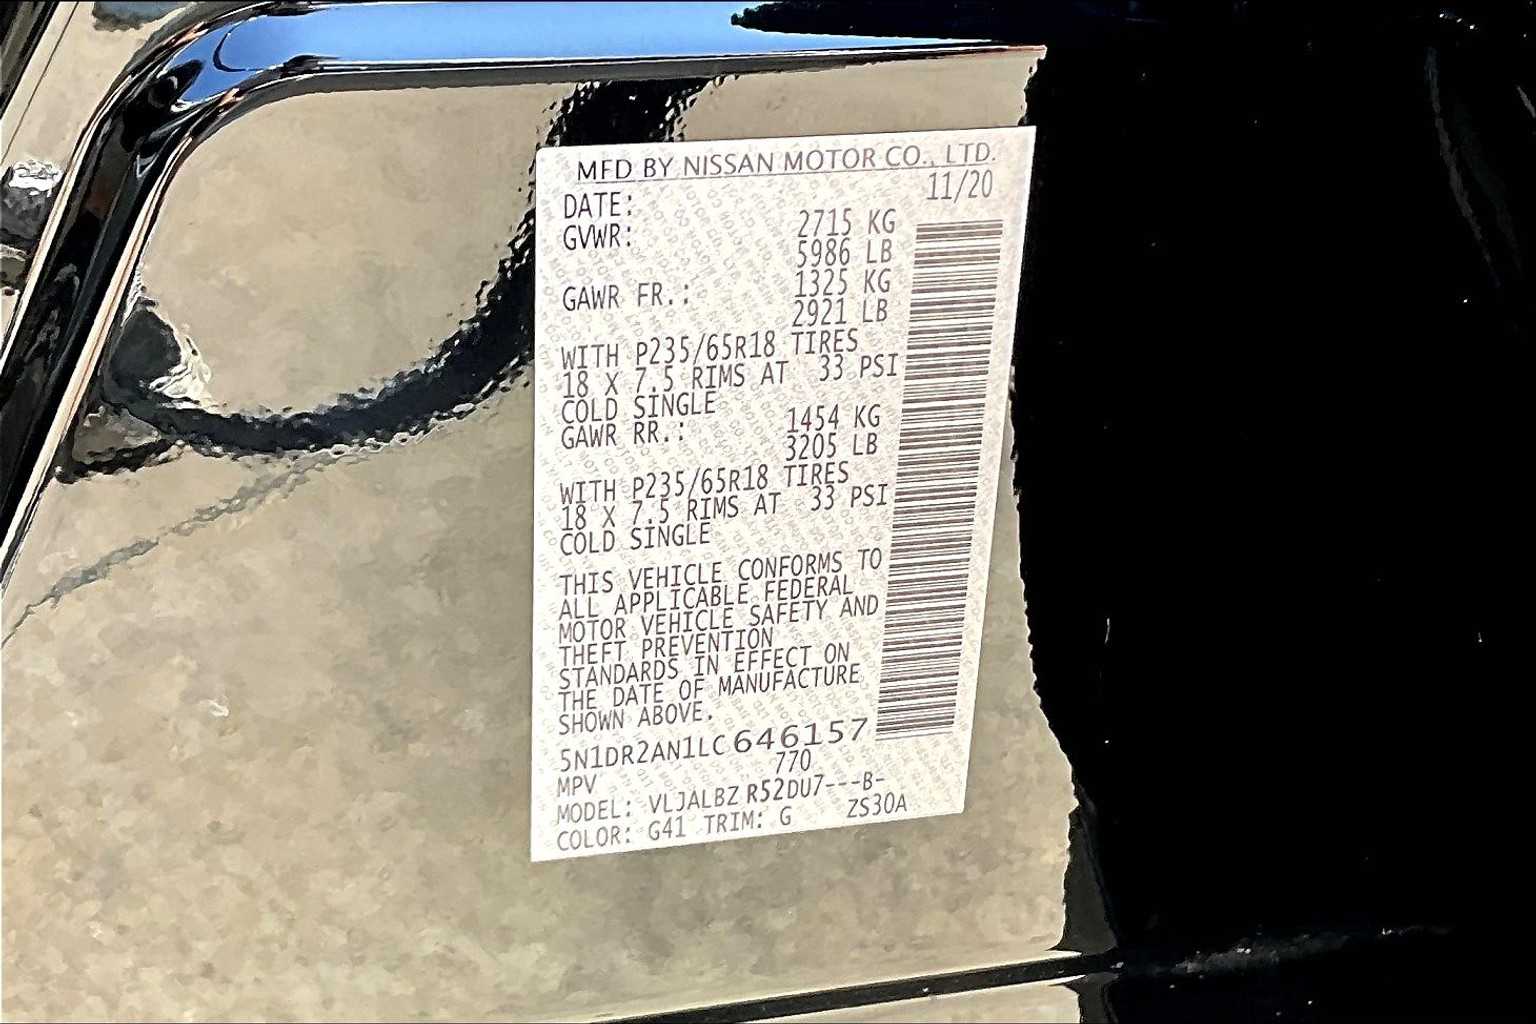 MFD BY NISSAN MOTOR CO., LTD.
DATE: 11/20
GVWR: 2715 KG
5986 LB
GAWR FR.: 1325 KG
2921 LB
WITH P235/65R18 TIRES
18 X 7.5 RIMS AT 33 PSI
COLD SINGLE
GAWR RR.: 1454 KG
3205 LB
WITH P235/65R18 TIRES
18 X 7.5 RIMS AT 33 PSI
COLD SINGLE
THIS VEHICLE CONFORMS TO
ALL APPLICABLE FEDERAL
MOTOR VEHICLE SAFETY AND
THEFT PREVENTION
STANDARDS IN EFFECT ON
THE DATE OF MANUFACTURE
SHOWN ABOVE.
5N1DR2AN1LC646157
MPV 770
MODEL: VLJALBZ R52DU7---B-
COLOR: G41 TRIM: G ZS30A